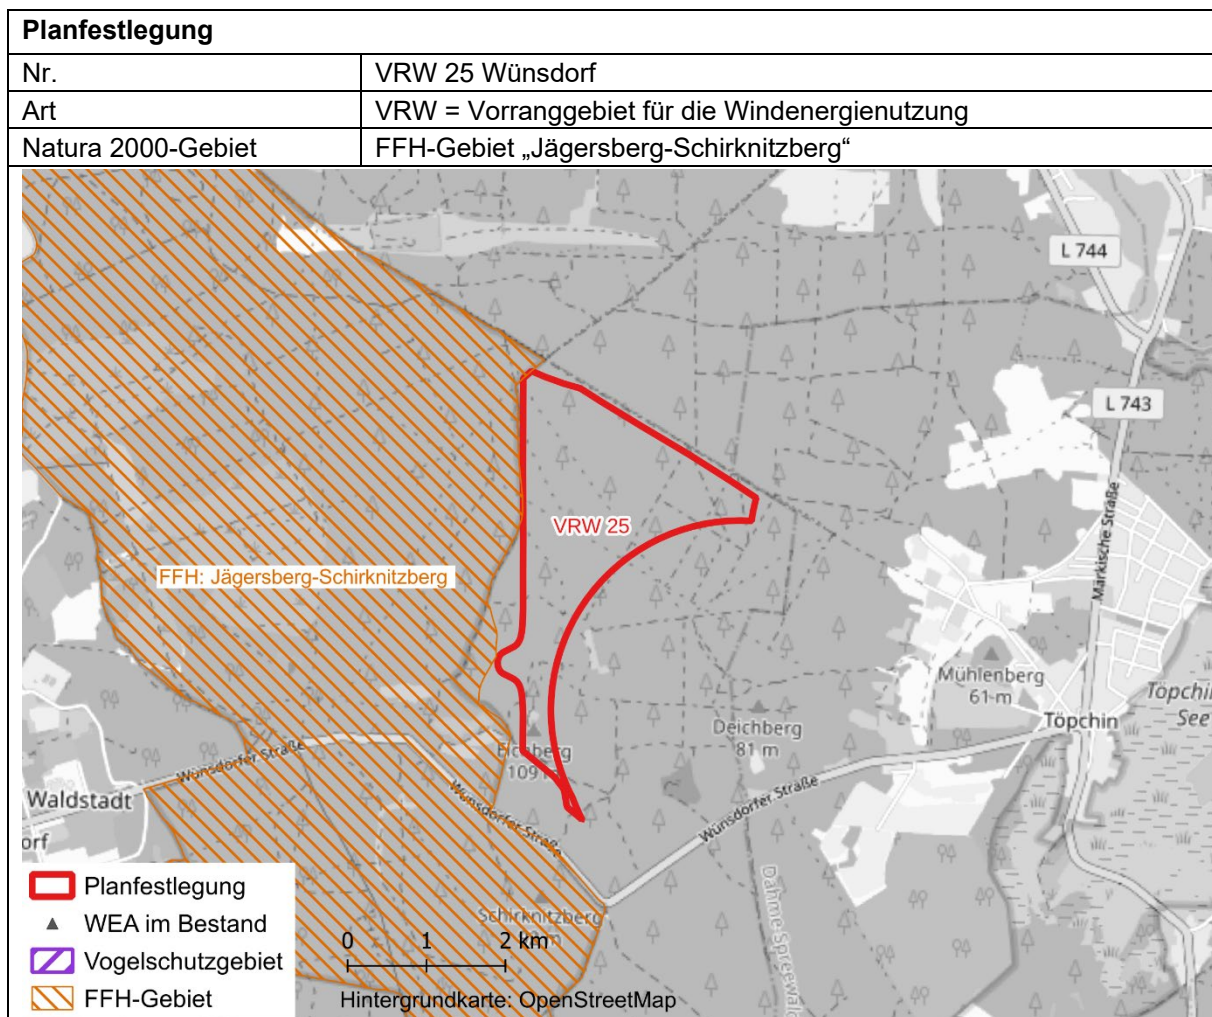 Planfestlegung
Nr. VRW 25 Wünsdorf
Art VRW = Vorranggebiet für die Windenergienutzung
Natura 2000-Gebiet FFH-Gebiet „Jägersberg-Schirknitzberg“
L 744
L 743
Märkische Straße
VRW 25
FFH: Jägersberg-Schirknitzberg
Mühlenberg
61 m
Töpchin
See
Deichberg
81 m
Töpchin
Eichberg
109 m
Wünsdorfer Straße
Wünsdorfer Straße
Wünsdorfer Straße
Waldstadt
orf
Schirknitzberg
Dahme-Spreewald
Planfestlegung
WEA im Bestand
Vogelschutzgebiet
FFH-Gebiet
0 1 2 km
Hintergrundkarte: OpenStreetMap